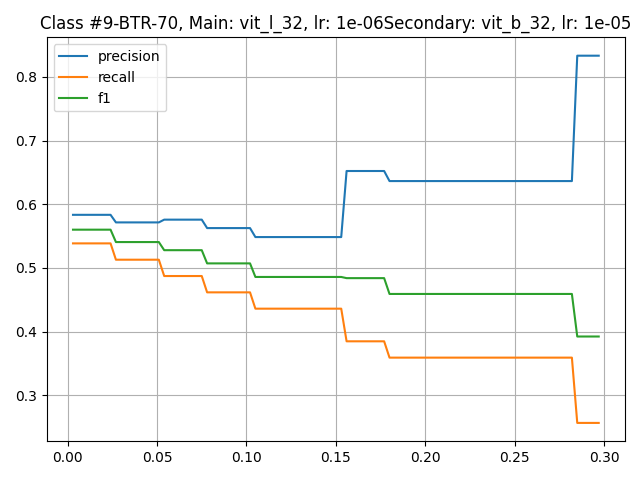 Class #9-BTR-70, Main: vit_l_32, lr: 1e-06Secondary: vit_b_32, lr: 1e-05
precision
recall
f1
0.8
0.7
0.6
0.5
0.4
0.3
0.00 0.05 0.10 0.15 0.20 0.25 0.30